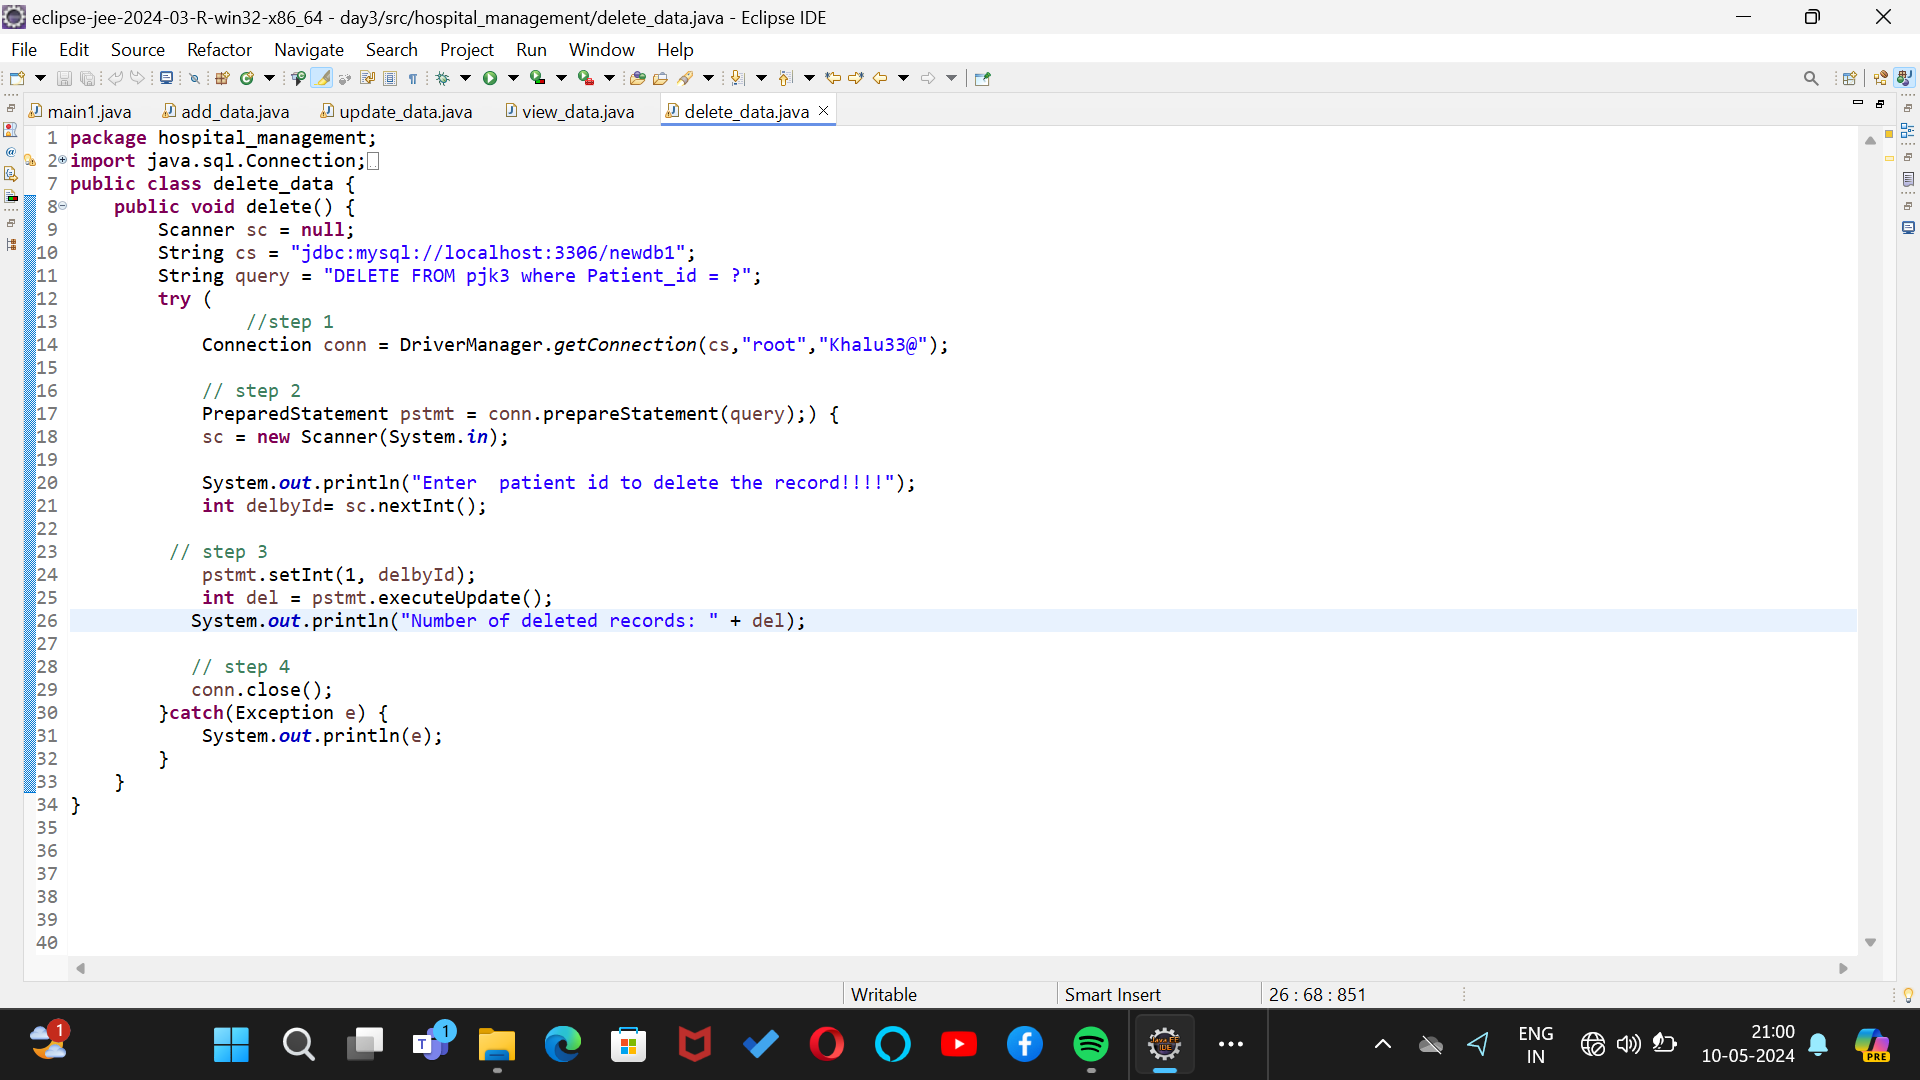 eclipse-jee-2024-03-R-win32-x86_64 - day3/src/hospital_management/delete_data.java - Eclipse IDE
File Edit Source Refactor Navigate Search Project Run Window Help
main1.java add_data.java update_data.java view_data.java delete_data.java
1 package hospital_management;
2 import java.sql.Connection;
7 public class delete_data {
8 public void delete() {
9 Scanner sc = null;
10 String cs = "jdbc:mysql://localhost:3306/newdb1";
11 String query = "DELETE FROM pjk3 where Patient_id = ?";
12 try (
13 //step 1
14 Connection conn = DriverManager.getConnection(cs,"root","Khalu33@");
15
16 // step 2
17 PreparedStatement pstmt = conn.prepareStatement(query);) {
18 sc = new Scanner(System.in);
19
20 System.out.println("Enter  patient id to delete the record!!!!");
21 int delbyId= sc.nextInt();
22
23 // step 3
24 pstmt.setInt(1, delbyId);
25 int del = pstmt.executeUpdate();
26 System.out.println("Number of deleted records: " + del);
27
28 // step 4
29 conn.close();
30 }catch(Exception e) {
31 System.out.println(e);
32 }
33 }
34 }
35
36
37
38
39
40
Writable Smart Insert 26 : 68 : 851
1 1 ENG 21:00
IN 10-05-2024 PRE